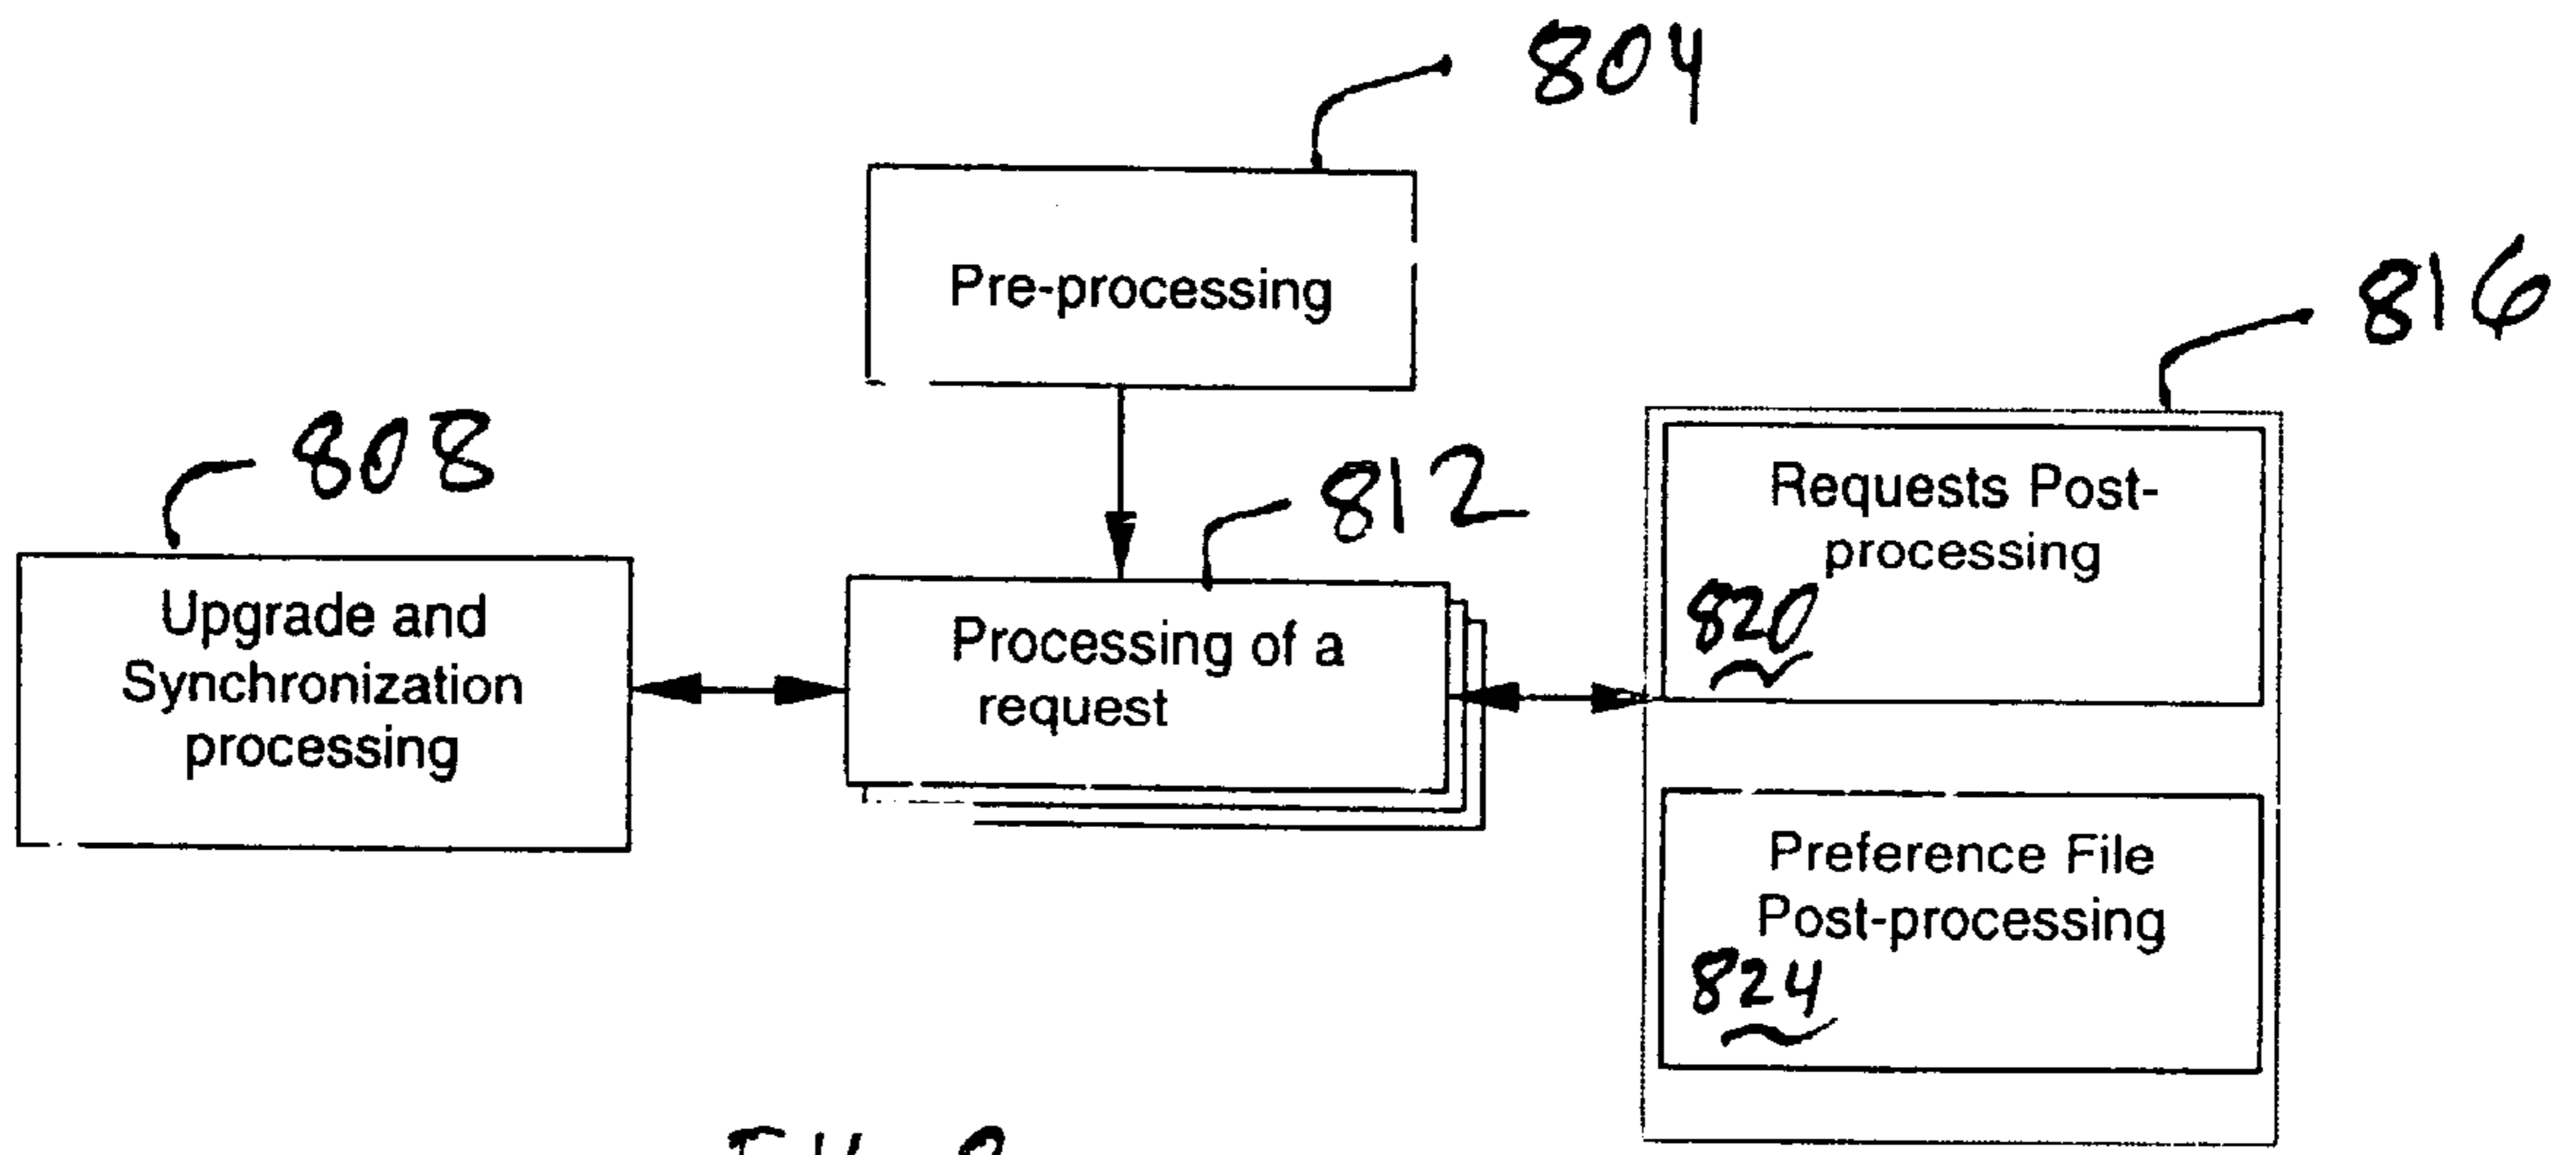 804
Pre-processing
816
808
812
Requests Post-
processing
820
Upgrade and
Synchronization
processing
Processing of a
request
Preference File
Post-processing
824